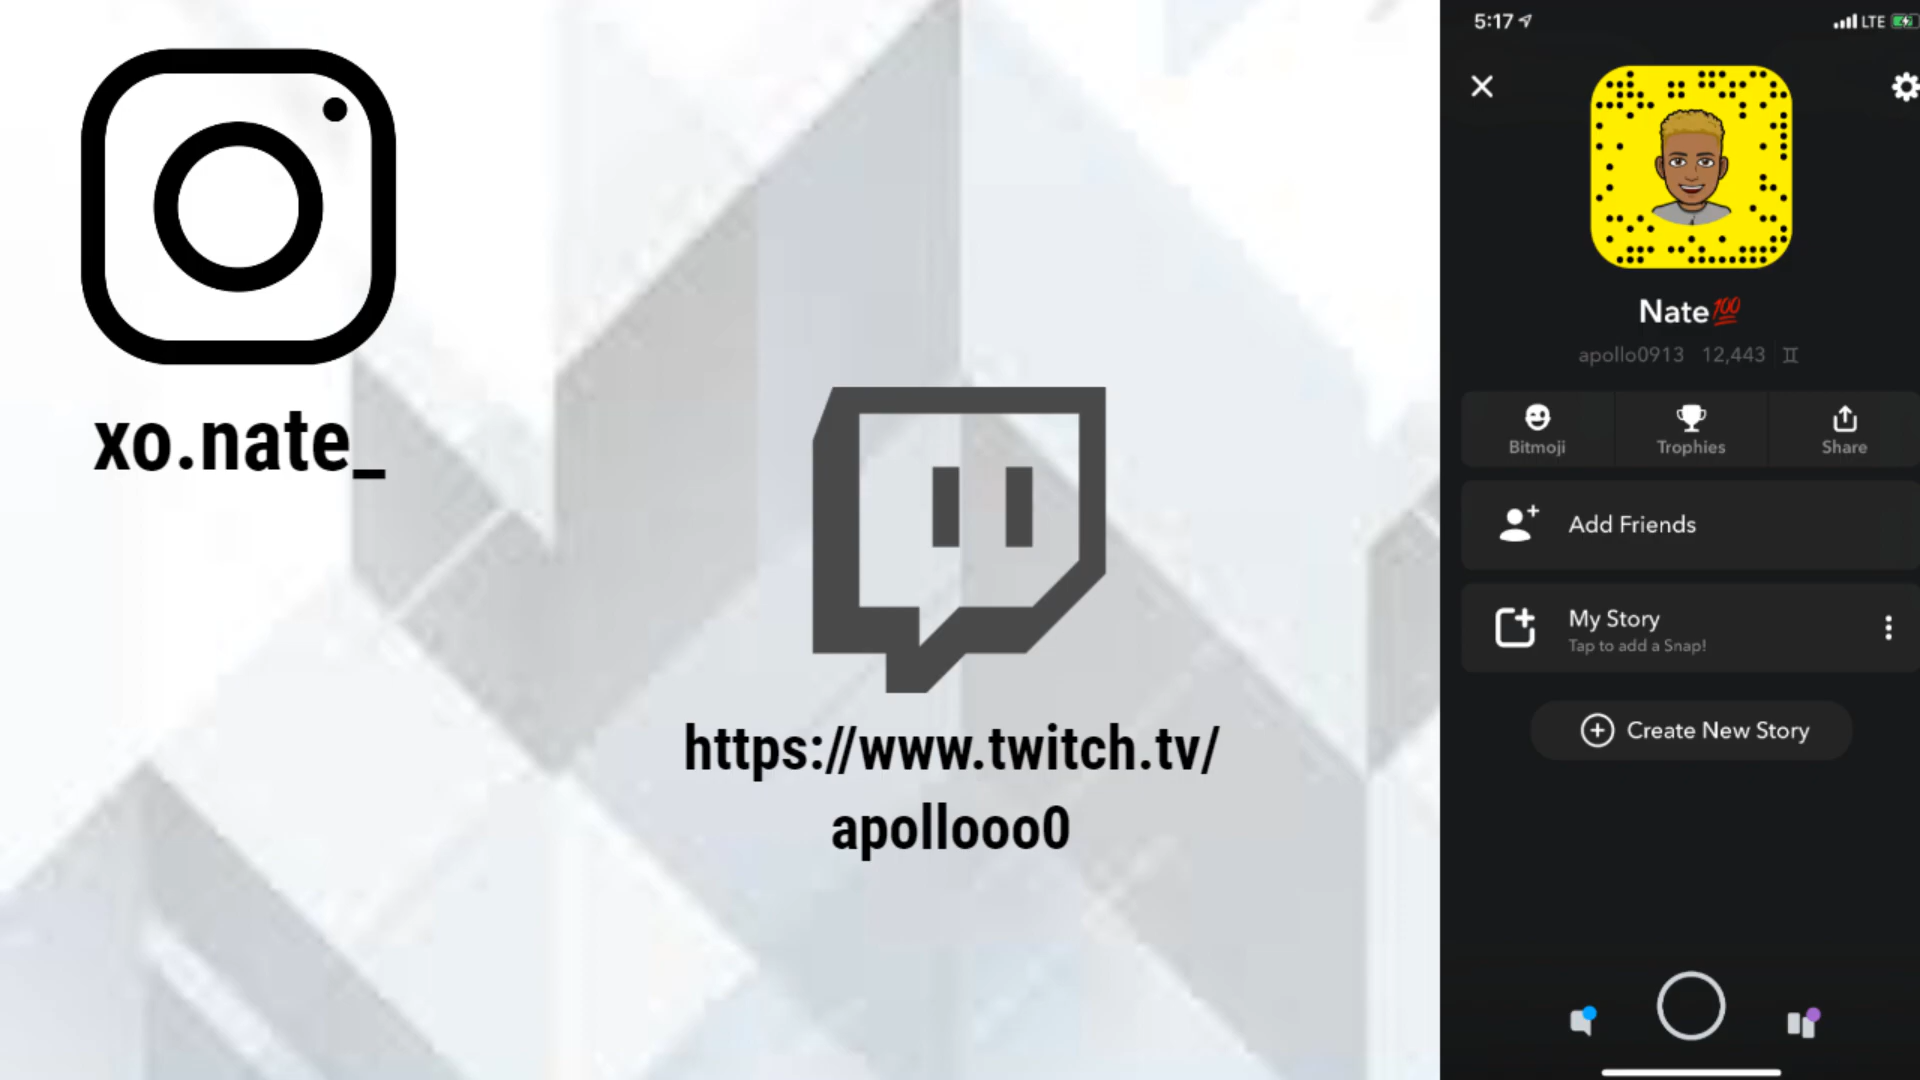 xo.nate_
https://www.twitch.tv/
apollooo0
5:17
LTE
Nate💯
apollo0913 12,443 ♊
Bitmoji Trophies Share
Add Friends
My Story
Tap to add a Snap!
Create New Story